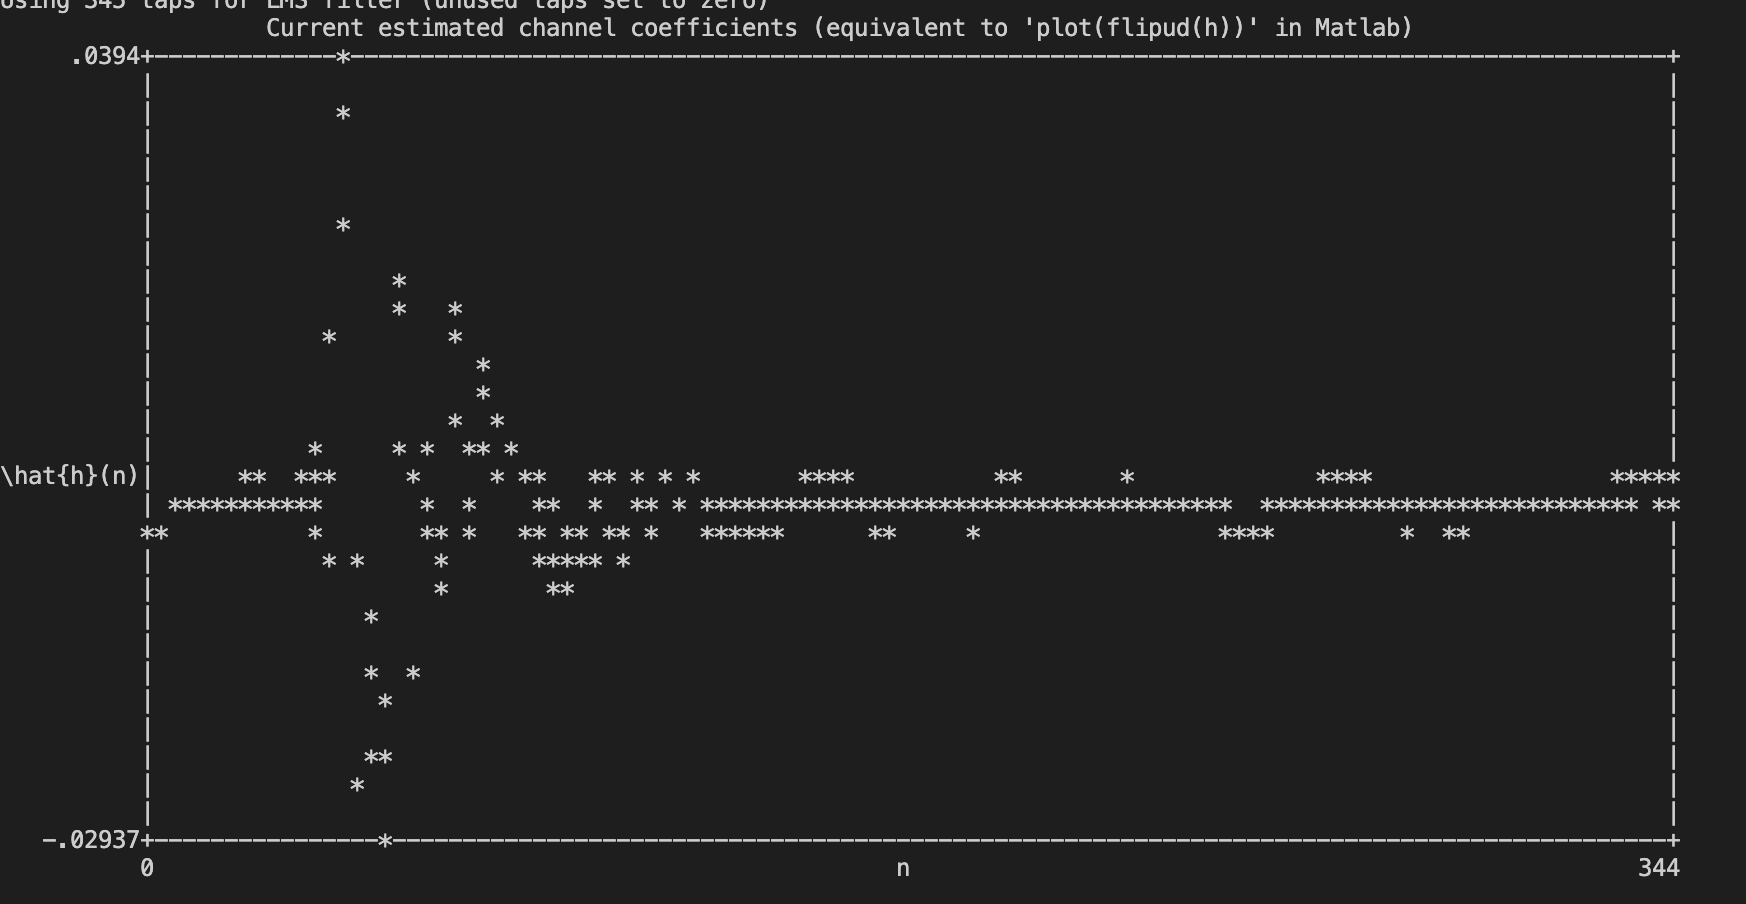 Using 345 taps for LMS filter (unused taps set to zero)
Current estimated channel coefficients (equivalent to 'plot(flipud(h))' in Matlab)
.0394
\hat{h}(n)
-.02937
0 n 344